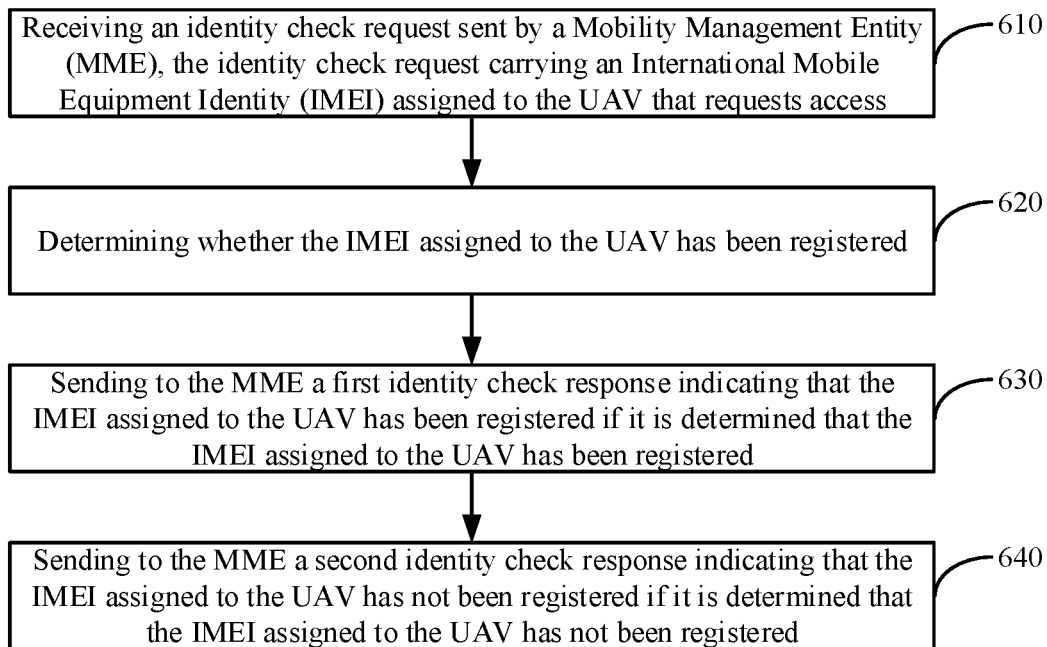 Receiving an identity check request sent by a Mobility Management Entity
(MME), the identity check request carrying an International Mobile
Equipment Identity (IMEI) assigned to the UAV that requests access
610
Determining whether the IMEI assigned to the UAV has been registered
620
Sending to the MME a first identity check response indicating that the
IMEI assigned to the UAV has been registered if it is determined that the
IMEI assigned to the UAV has been registered
630
Sending to the MME a second identity check response indicating that the
IMEI assigned to the UAV has not been registered if it is determined that
the IMEI assigned to the UAV has not been registered
640